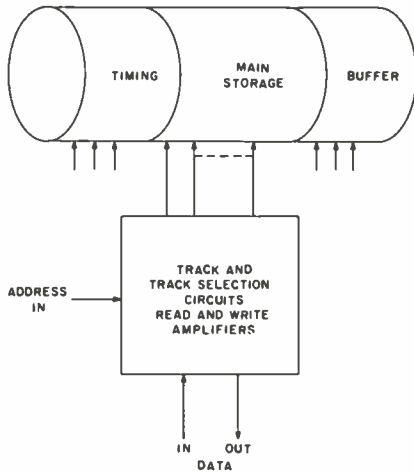 TIMING
MAIN
STORAGE
BUFFER
TRACK AND
TRACK SELECTION
CIRCUITS
READ AND WRITE
AMPLIFIERS
ADDRESS
IN
IN OUT
DATA